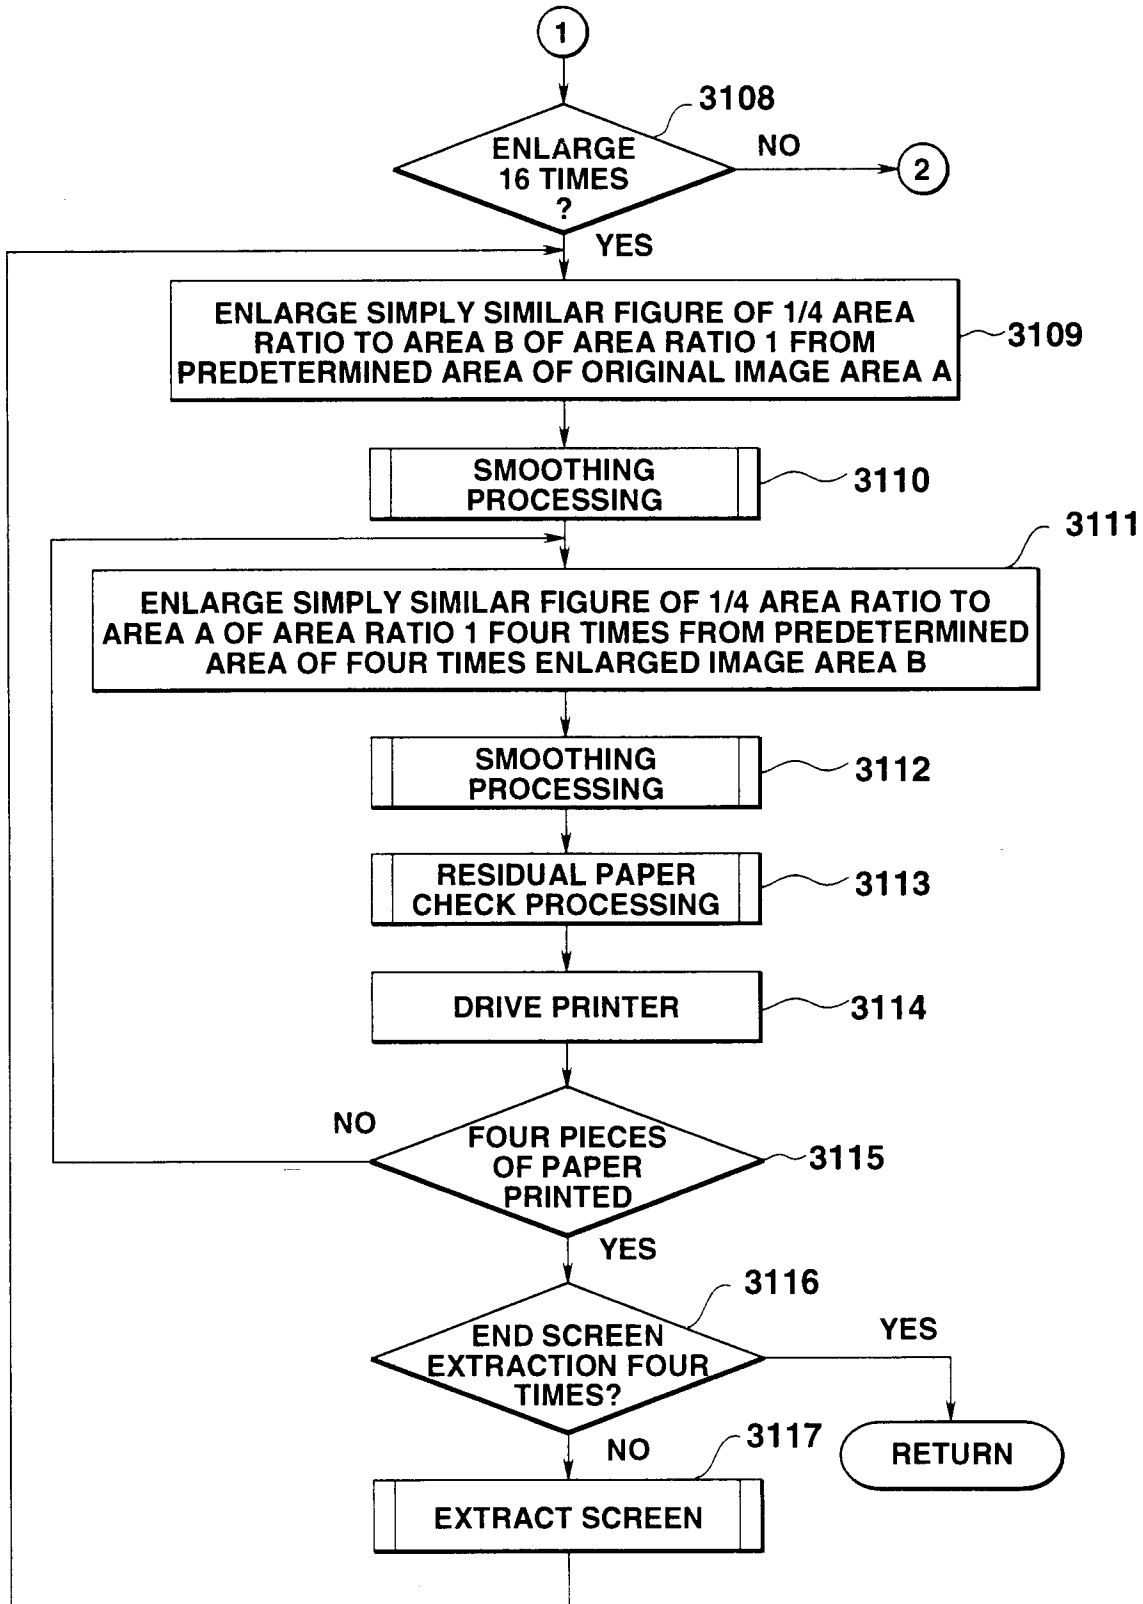 1
3108
ENLARGE
16 TIMES
?
NO
2
YES
ENLARGE SIMPLY SIMILAR FIGURE OF 1/4 AREA
RATIO TO AREA B OF AREA RATIO 1 FROM
PREDETERMINED AREA OF ORIGINAL IMAGE AREA A
3109
SMOOTHING
PROCESSING
3110
3111
ENLARGE SIMPLY SIMILAR FIGURE OF 1/4 AREA RATIO TO
AREA A OF AREA RATIO 1 FOUR TIMES FROM PREDETERMINED
AREA OF FOUR TIMES ENLARGED IMAGE AREA B
SMOOTHING
PROCESSING
3112
RESIDUAL PAPER
CHECK PROCESSING
3113
DRIVE PRINTER
3114
NO
FOUR PIECES
OF PAPER
PRINTED
3115
YES
3116
END SCREEN
EXTRACTION FOUR
TIMES?
YES
RETURN
NO
3117
EXTRACT SCREEN